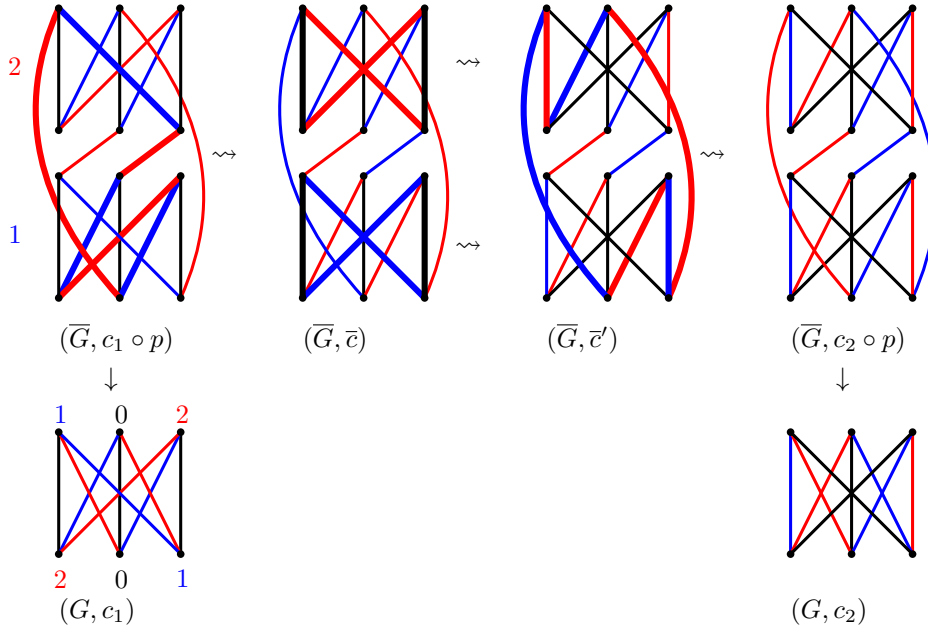 2
⇝
⇝
⇝
1
⇝
(G̅, c₁ ∘ p)
(G̅, c̅)
(G̅, c̅′)
(G̅, c₂ ∘ p)
↓
↓
1 0 2
2 0 1
(G, c₁)
(G, c₂)